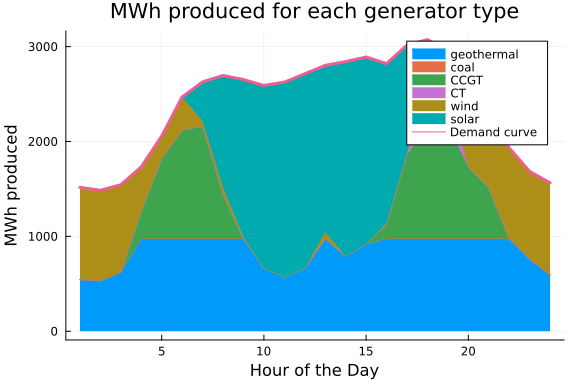 MWh produced for each generator type
MWh produced
3000
2000
1000
0
geothermal
coal
CCGT
CT
wind
solar
Demand curve
5
10
15
20
Hour of the Day